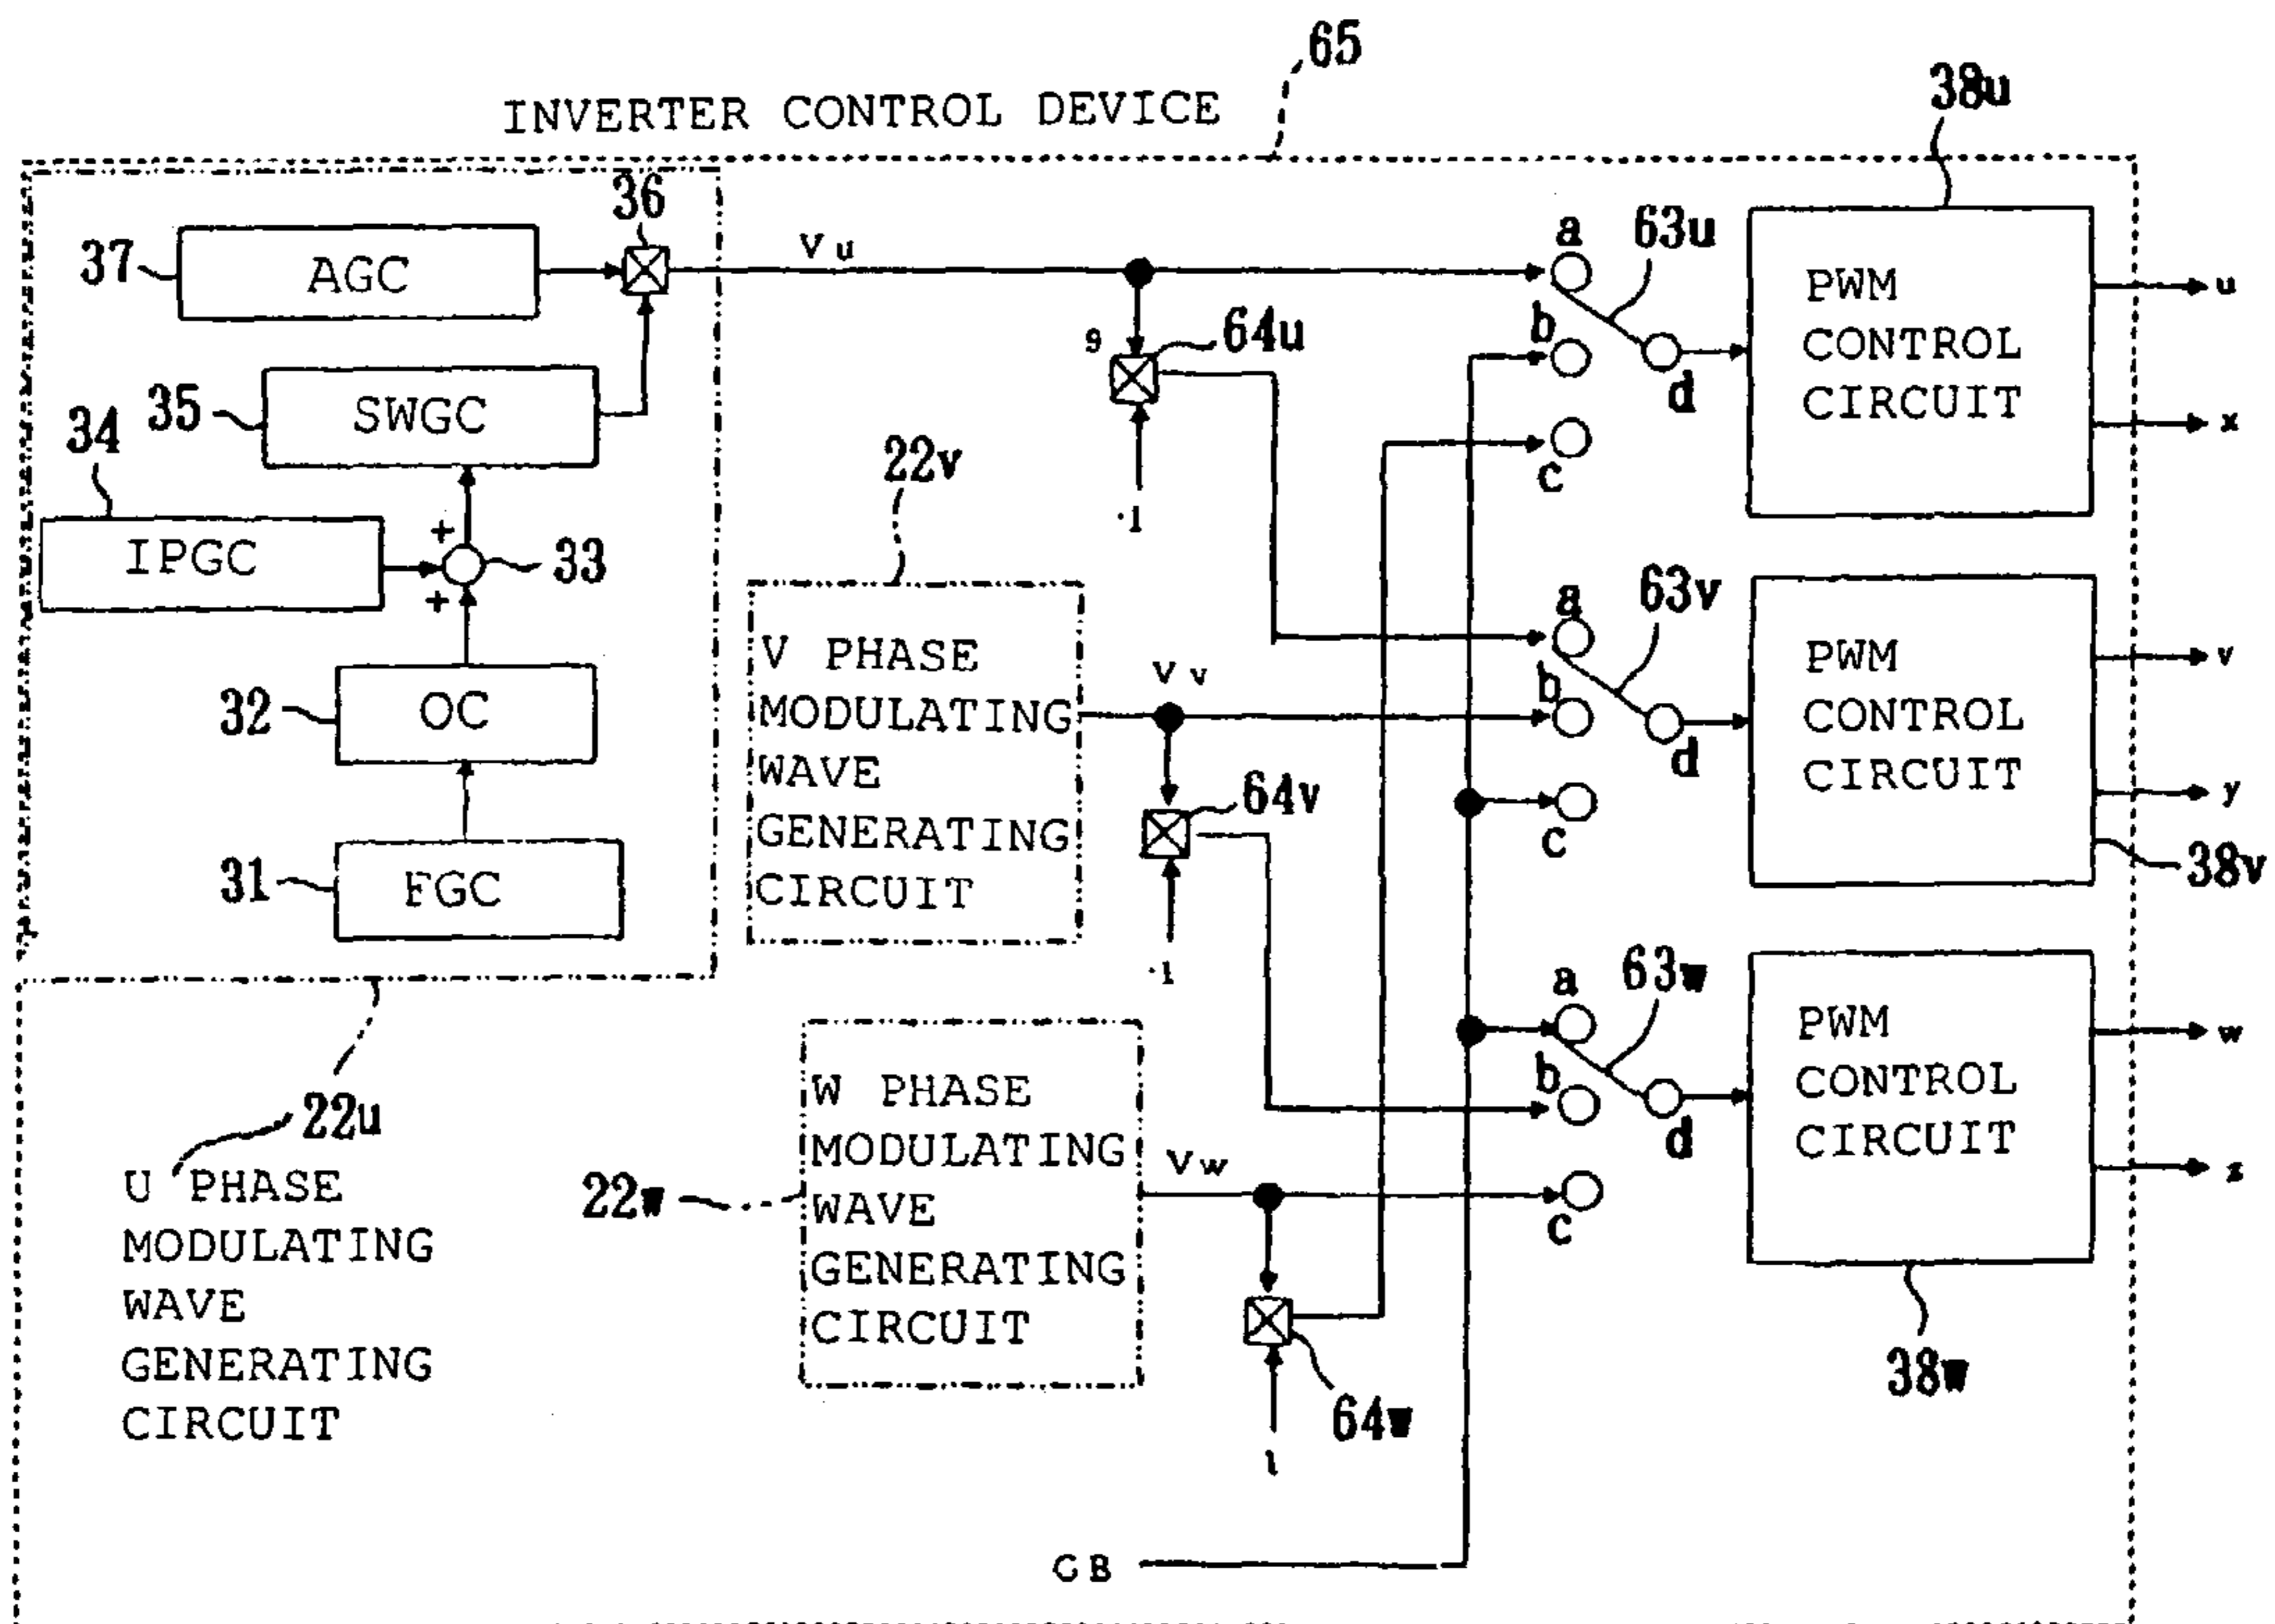 65
INVERTER CONTROL DEVICE
38u
36
37
AGC
Vu
a
63u
PWM
CONTROL
CIRCUIT
u
x
b
d
c
9
64u
-1
35
SWGC
34
IPGC
+
+
33
22v
32
OC
31
FGC
V PHASE
MODULATING
WAVE
GENERATING
CIRCUIT
Vv
64v
-1
a
63v
b
d
c
PWM
CONTROL
CIRCUIT
v
y
38v
22u
U PHASE
MODULATING
WAVE
GENERATING
CIRCUIT
22w
W PHASE
MODULATING
WAVE
GENERATING
CIRCUIT
Vw
64w
1
a
63w
b
d
c
PWM
CONTROL
CIRCUIT
w
z
38w
GB